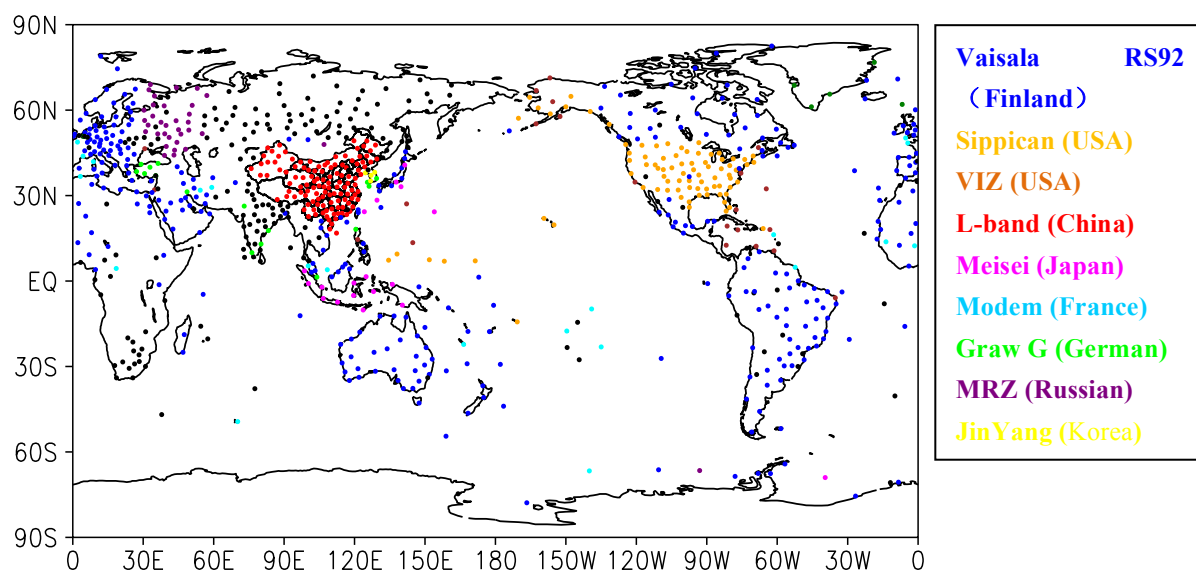 90N
60N
30N
EQ
30S
60S
90S
0 30E 60E 90E 120E 150E 180 150W 120W 90W 60W 30W 0
Vaisala RS92
（Finland）
Sippican (USA)
VIZ (USA)
L-band (China)
Meisei (Japan)
Modem (France)
Graw G (German)
MRZ (Russian)
JinYang (Korea)